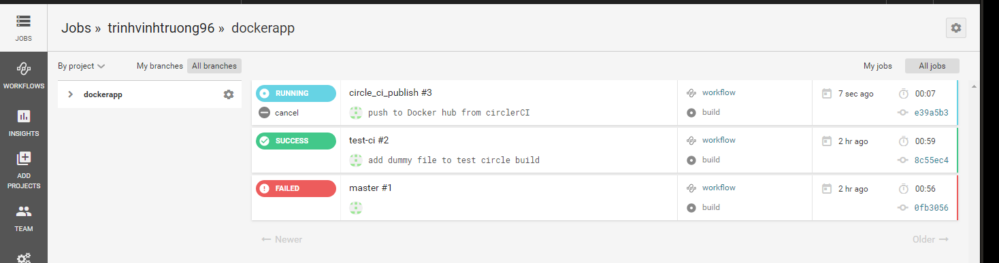 JOBS
WORKFLOWS
INSIGHTS
ADD
PROJECTS
TEAM
Jobs » trinhvinhtruong96 » dockerapp
By project
My branches All branches
My jobs All jobs
dockerapp
RUNNING circle_ci_publish #3 workflow 7 sec ago 00:07
cancel push to Docker hub from circlerCI build e39a5b3
SUCCESS test-ci #2 workflow 2 hr ago 00:59
add dummy file to test circle build build 8c55ec4
FAILED master #1 workflow 2 hr ago 00:56
build 0fb3056
← Newer Older →